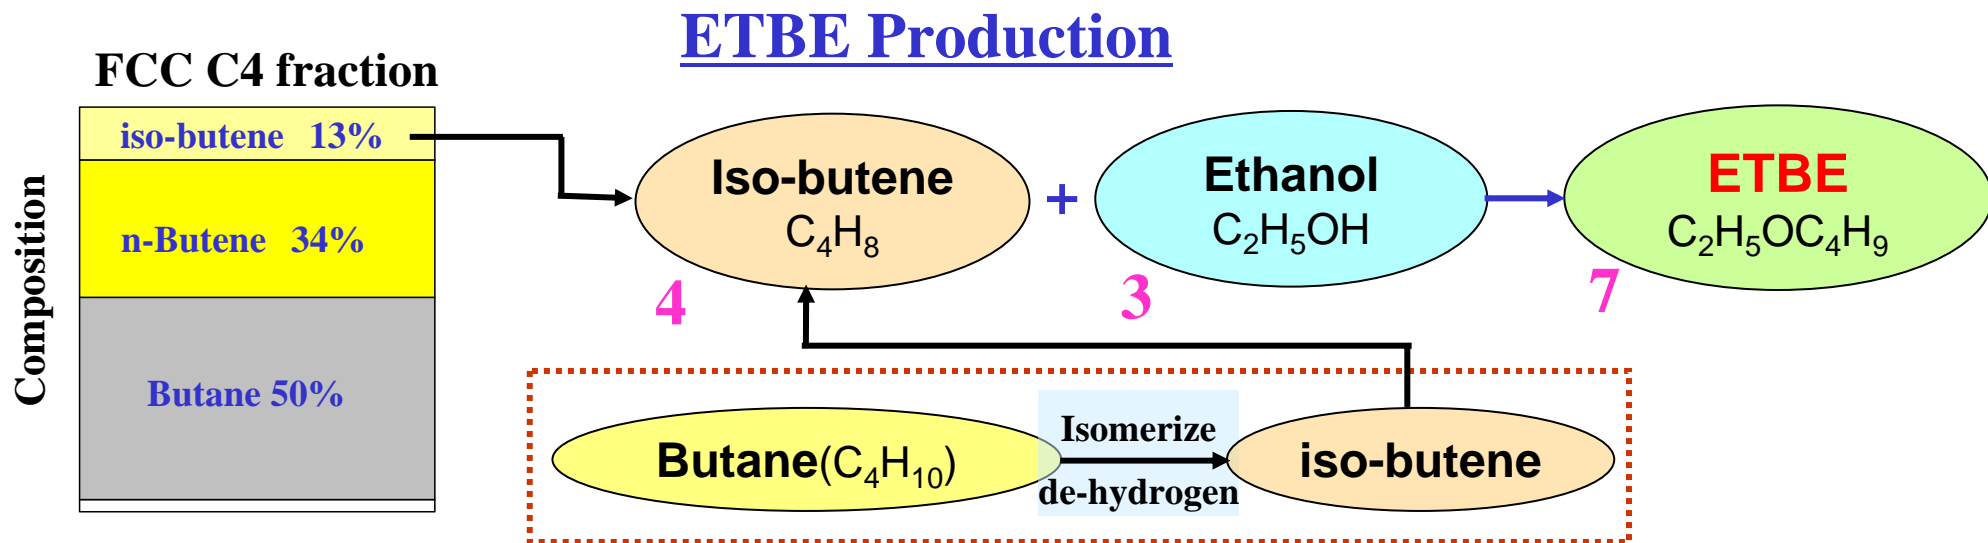 ETBE Production
FCC C4 fraction
Composition
iso-butene 13%
n-Butene 34%
Butane 50%
Iso-butene
C₄H₈
+
Ethanol
C₂H₅OH
ETBE
C₂H₅OC₄H₉
4
3
7
Butane(C₄H₁₀)
Isomerize
de-hydrogen
iso-butene